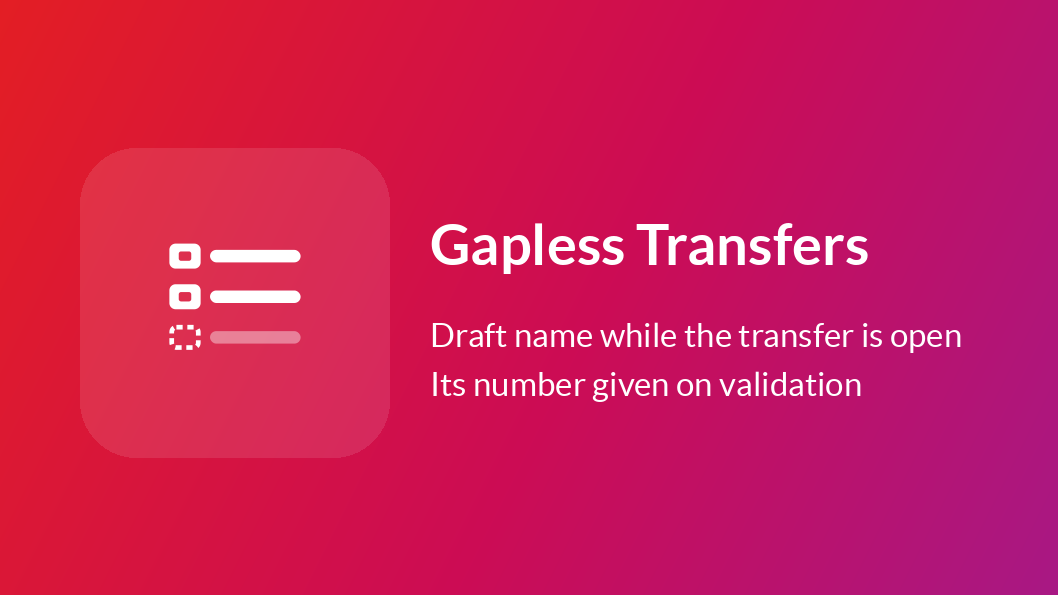 Gapless Transfers
Draft name while the transfer is open
Its number given on validation